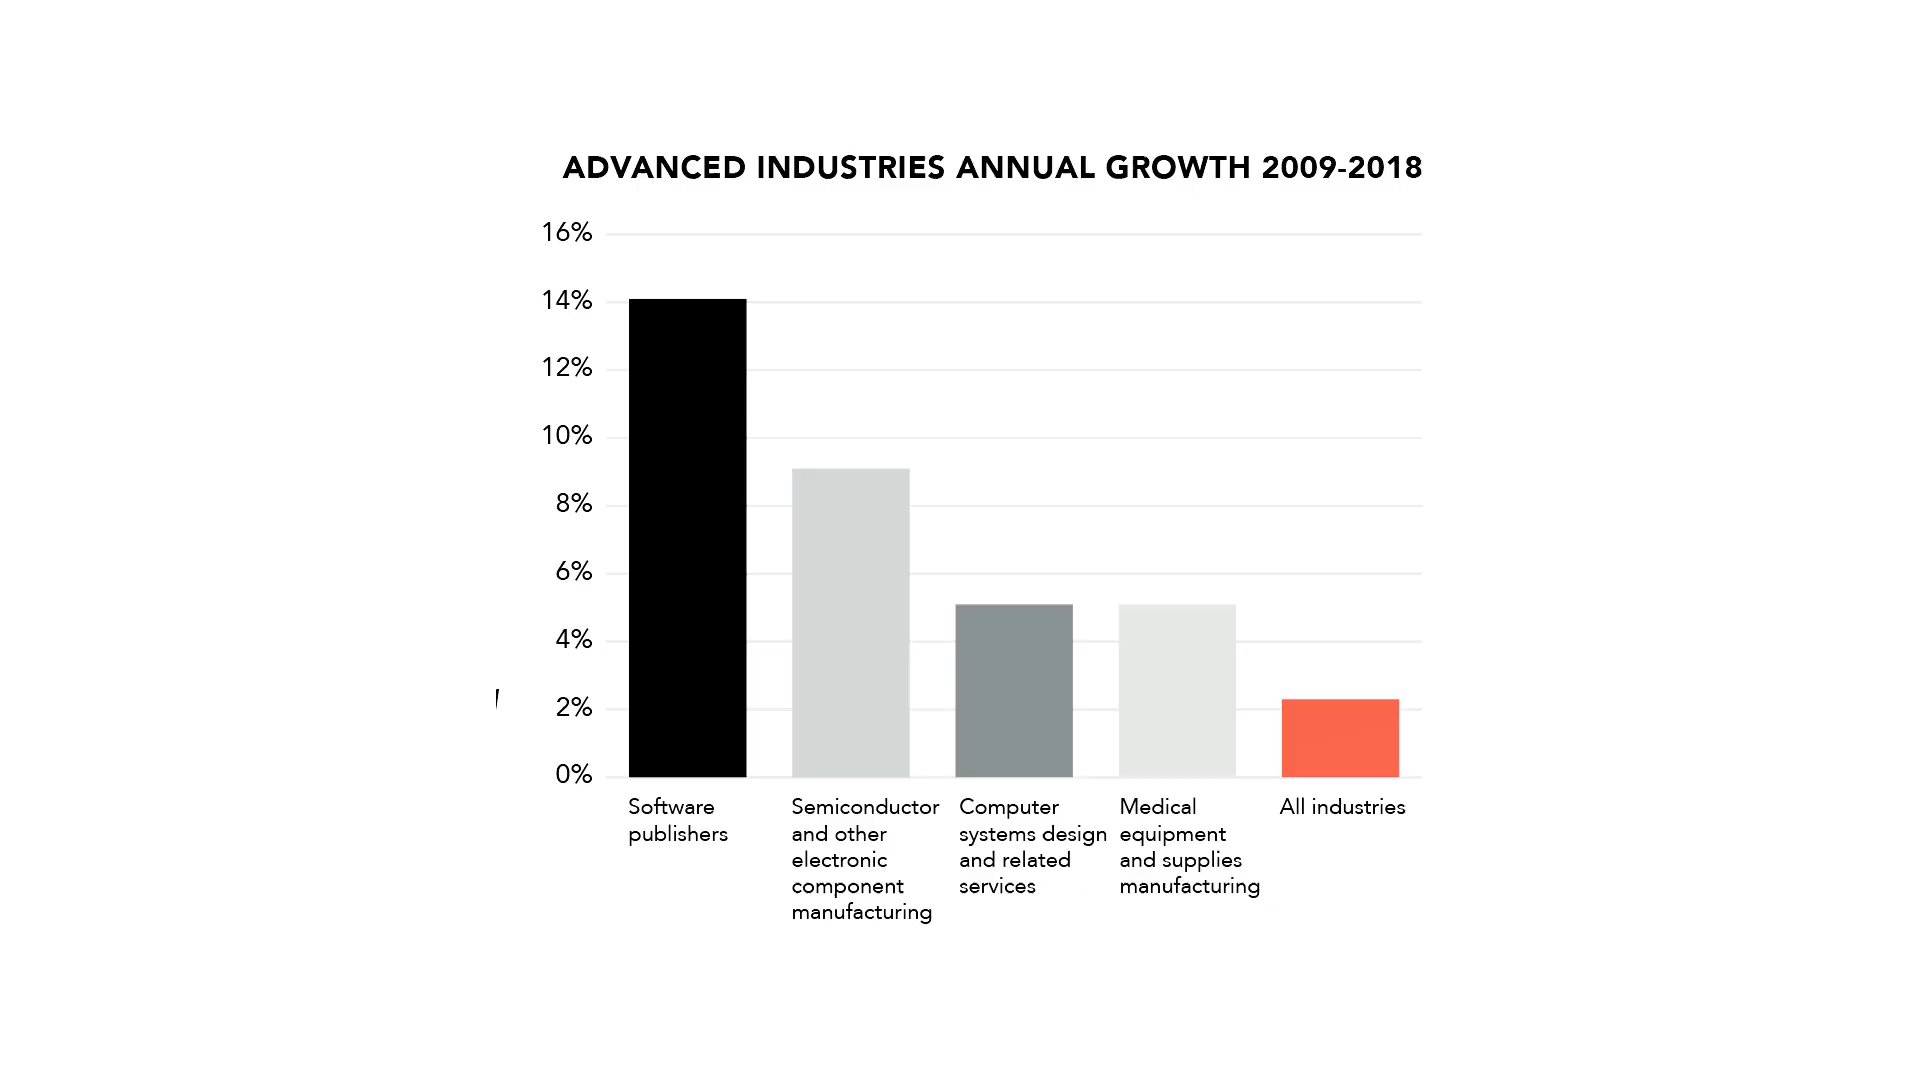 ADVANCED INDUSTRIES ANNUAL GROWTH 2009-2018
16%
14%
12%
10%
8%
6%
4%
2%
0%
Software
publishers
Semiconductor
and other
electronic
component
manufacturing
Computer
systems design
and related
services
Medical
equipment
and supplies
manufacturing
All industries